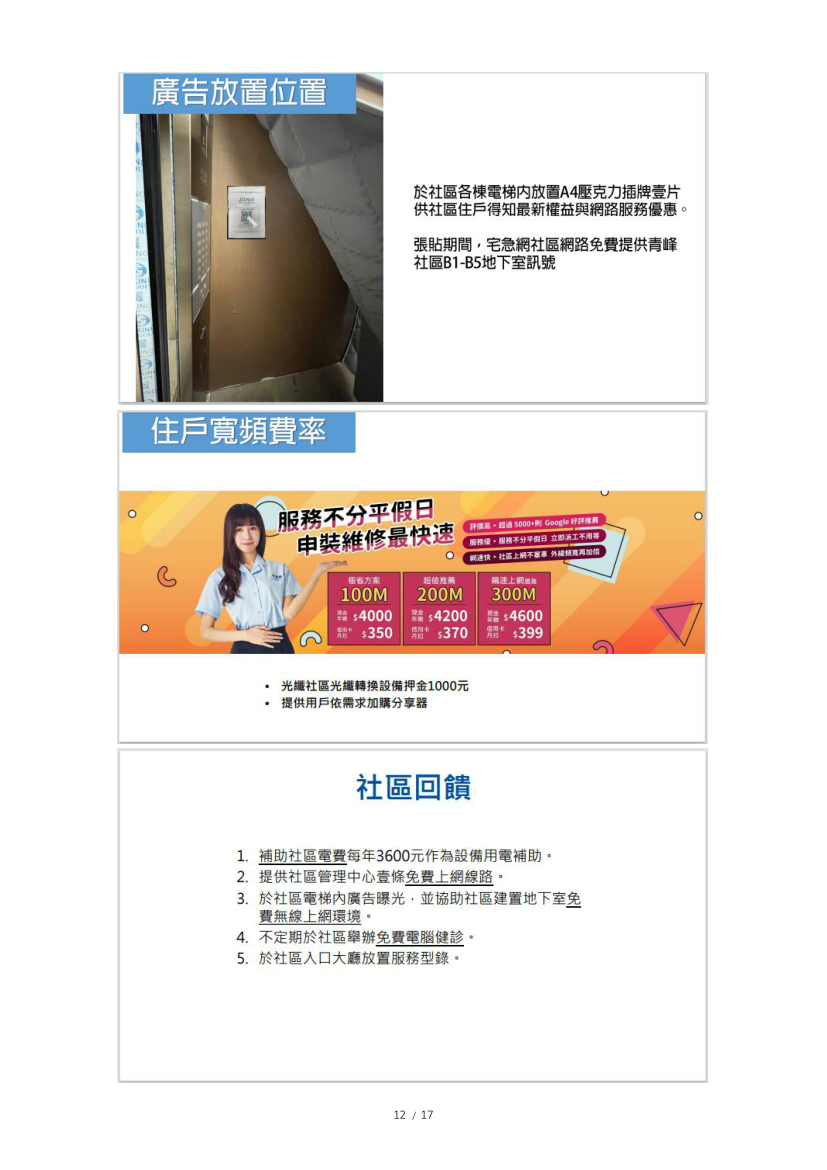 廣告放置位置
JGNet
於社區各棟電梯內放置A4壓克力插牌壹片
供社區住戶得知最新權益與網路服務優惠。
張貼期間，宅急網社區網路免費提供青峰
社區B1-B5地下室訊號
住戶寬頻費率
服務不分平假日
申裝維修最快速
評價高・超過 5000+則 Google 好評推薦
服務優・服務不分平假日 立即派工不用等
網速快・社區上網不塞車 外線頻寬再加倍
極省方案
100M
現金年繳 $4000
信用卡月扣 $350
超值推薦
200M
現金年繳 $4200
信用卡月扣 $370
飆速上網
300M
現金年繳 $4600
信用卡月扣 $399
• 光纖社區光纖轉換設備押金1000元
• 提供用戶依需求加購分享器
社區回饋
1. 補助社區電費每年3600元作為設備用電補助。
2. 提供社區管理中心壹條免費上網線路。
3. 於社區電梯內廣告曝光，並協助社區建置地下室免
費無線上網環境。
4. 不定期於社區舉辦免費電腦健診。
5. 於社區入口大廳放置服務型錄。
12 / 17